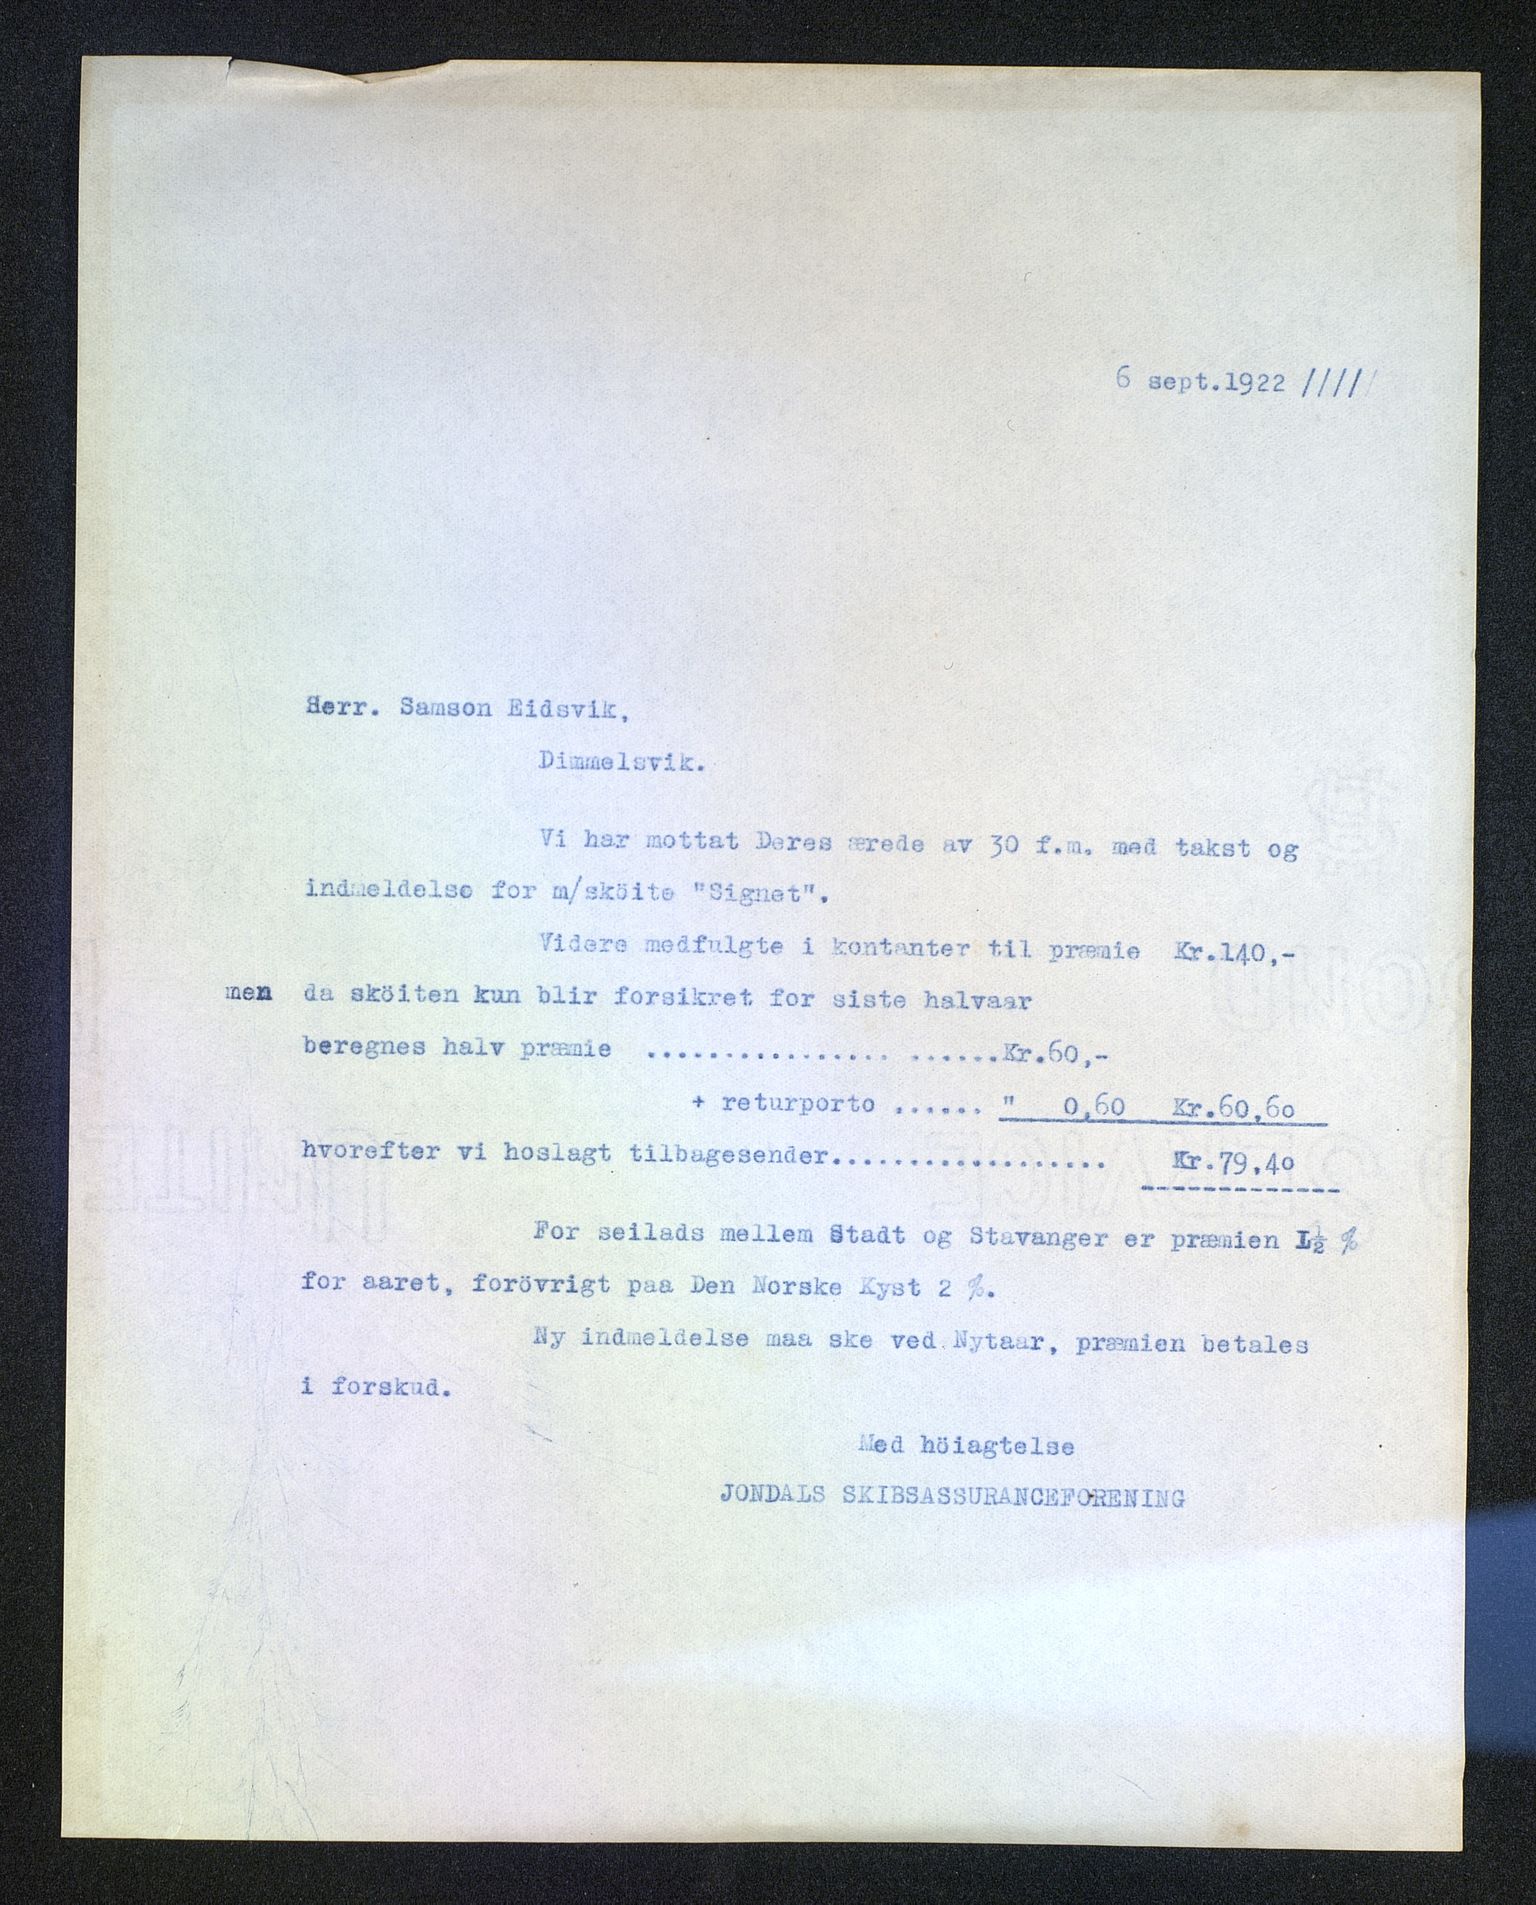 6 sept.1922 /////
Herr. Samson Eidsvik,
Dimmelsvik.
Vi har mottat Deres ærede av 30 f.m. med takst og
indmeldelse for m/sköite "Signet".
Videre medfulgte i kontanter til præmie Kr.140,-
men da sköiten kun blir forsikret for siste halvaar
beregnes halv præmie ................ ......Kr.60,-
+ returporto ...... " 0,60 Kr.60,60
hvorefter vi hoslagt tilbagesender.................. Kr.79,40
For seilads mellem Stadt og Stavanger er præmien I½ %
for aaret, forövrigt paa Den Norske Kyst 2 %.
Ny indmeldelse maa ske ved Nytaar, præmien betales
i forskud.
Med höiagtelse
JONDALS SKIBSASSURANCEFORENING